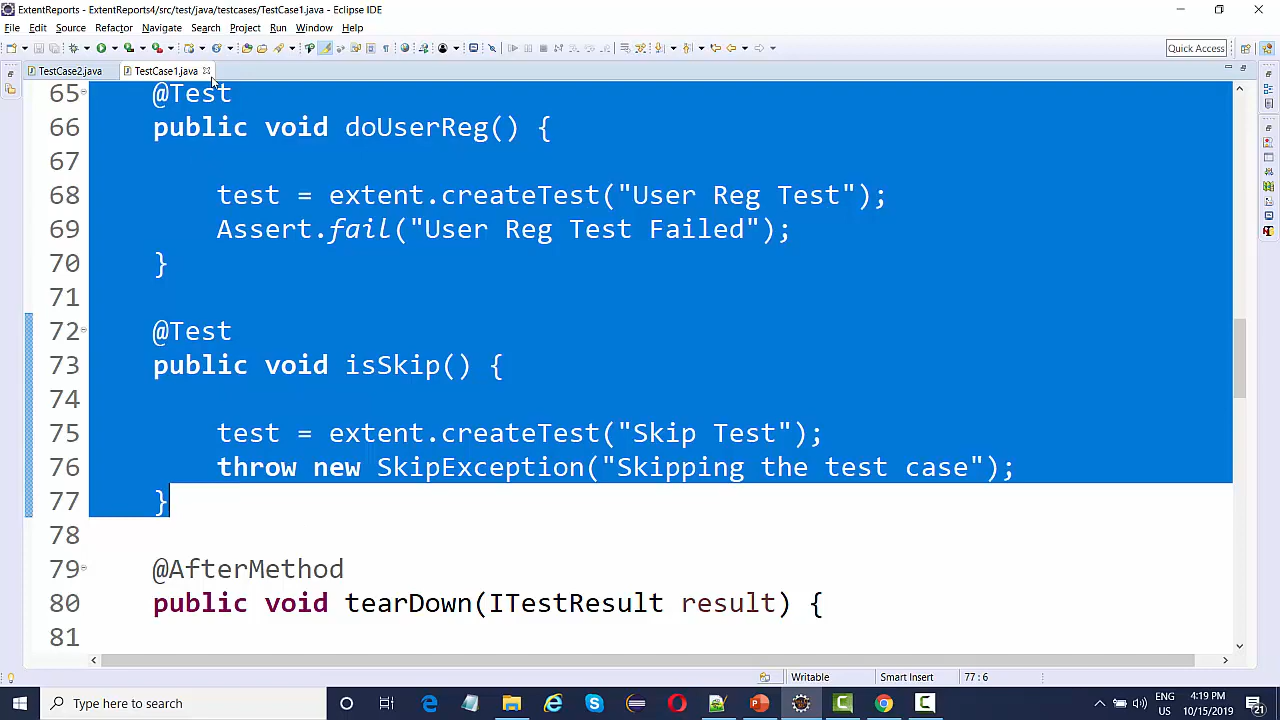 ExtentReports4/src/test/java/testcases/TestCase1.java - Eclipse IDE
File Edit Source Refactor Navigate Search Project Run Window Help
Quick Access
TestCase2.java TestCase1.java
65 @Test
66 public void doUserReg() {
67
68 test = extent.createTest("User Reg Test");
69 Assert.fail("User Reg Test Failed");
70 }
71
72 @Test
73 public void isSkip() {
74
75 test = extent.createTest("Skip Test");
76 throw new SkipException("Skipping the test case");
77 }
78
79 @AfterMethod
80 public void tearDown(ITestResult result) {
81
Writable Smart Insert 77 : 6
Type here to search
ENG 4:19 PM
US 10/15/2019
21